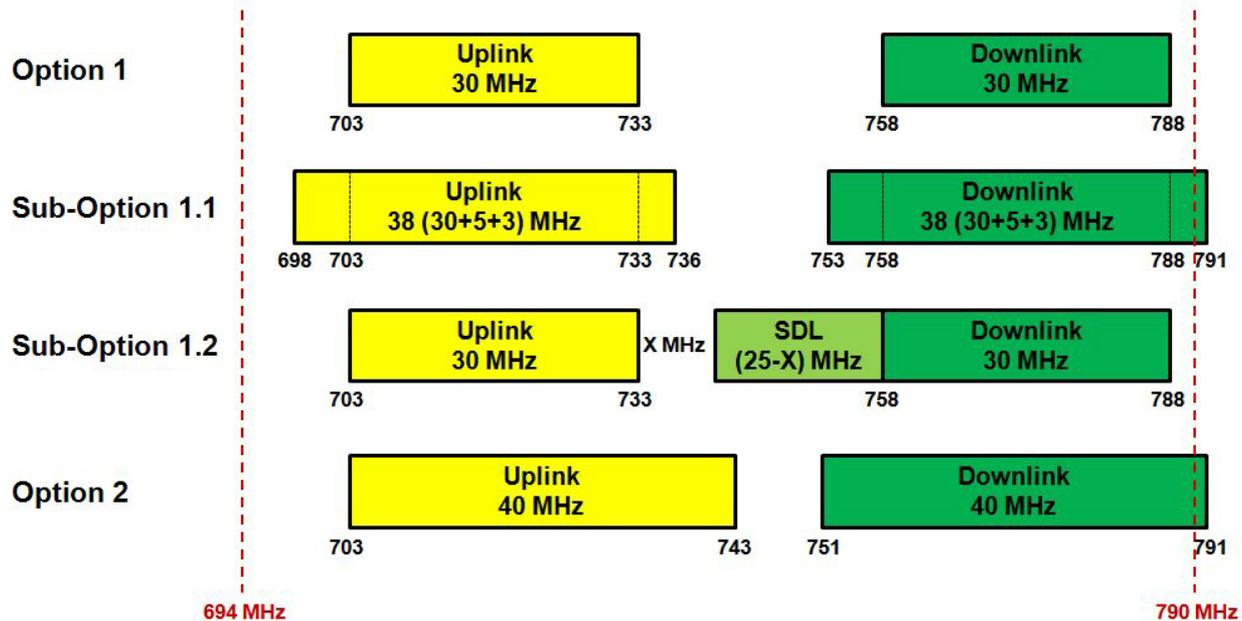 Option 1
Uplink
30 MHz
Downlink
30 MHz
703
733
758
788
Sub-Option 1.1
Uplink
38 (30+5+3) MHz
Downlink
38 (30+5+3) MHz
698
703
733
736
753
758
788
791
Sub-Option 1.2
Uplink
30 MHz
X MHz
SDL
(25-X) MHz
Downlink
30 MHz
703
733
758
788
Option 2
Uplink
40 MHz
Downlink
40 MHz
703
743
751
791
694 MHz
790 MHz